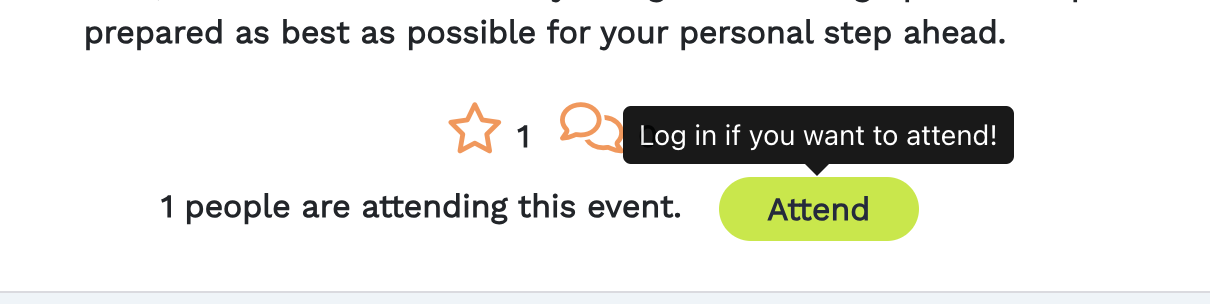 prepared as best as possible for your personal step ahead.
1
Log in if you want to attend!
1 people are attending this event.
Attend